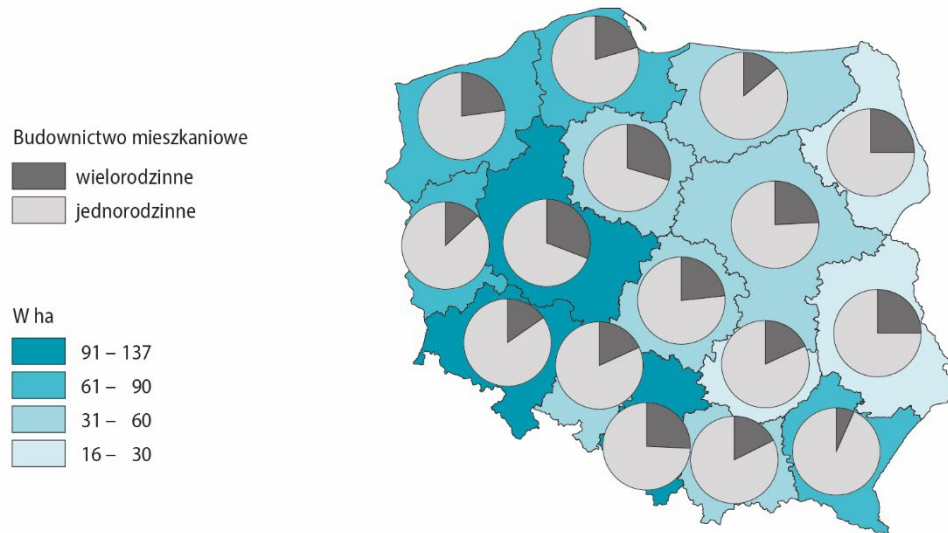 Budownictwo mieszkaniowe
wielorodzinne
jednorodzinne
W ha
91 – 137
61 – 90
31 – 60
16 – 30